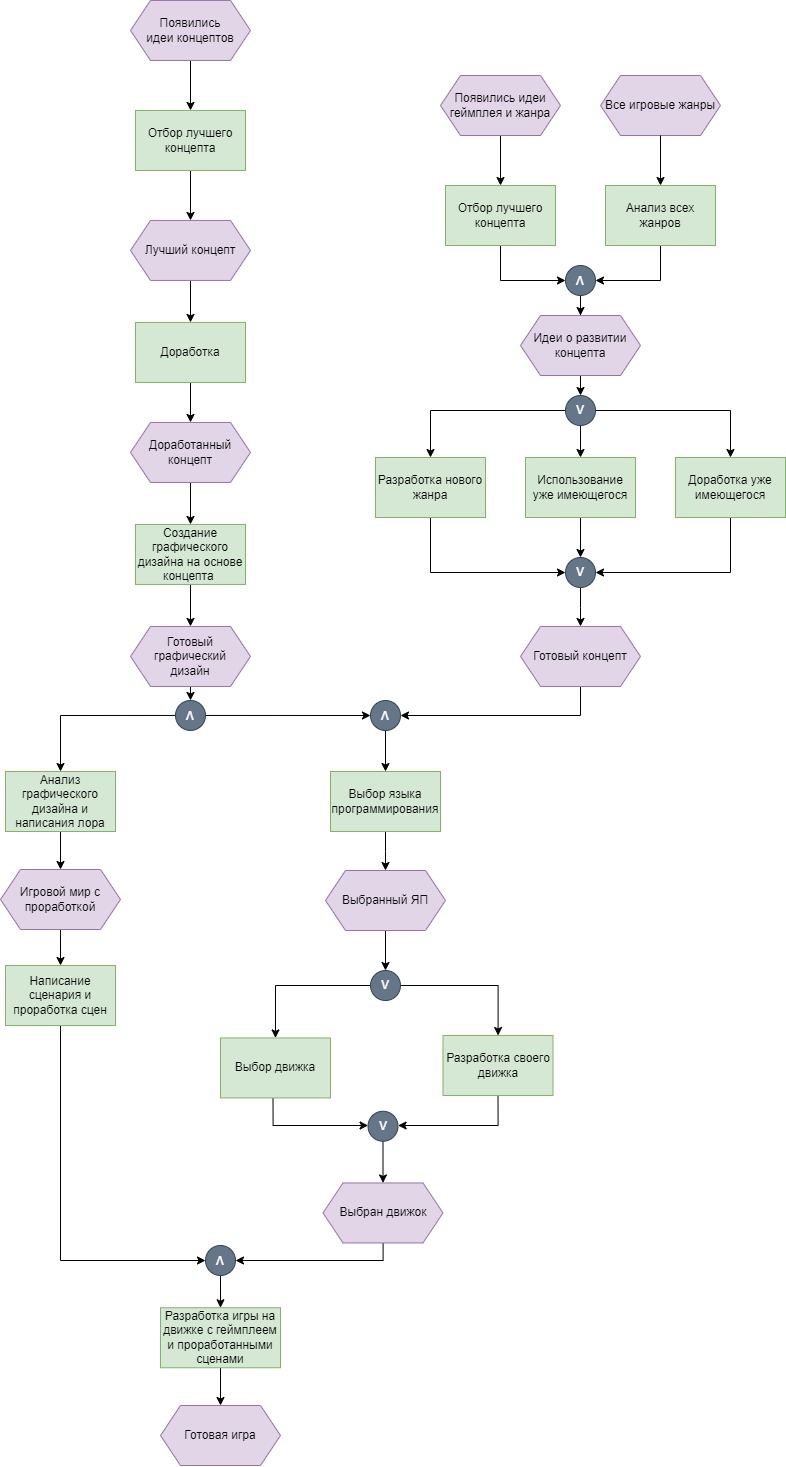 Появились
идеи концептов
Отбор лучшего
концепта
Лучший концепт
Доработка
Доработанный
концепт
Создание
графического
дизайна на основе
концепта
Готовый
графический
дизайн
Появились идеи
геймплея и жанра
Все игровые жанры
Отбор лучшего
концепта
Анализ всех
жанров
Λ
Идеи о развитии
концепта
V
Разработка нового
жанра
Использование
уже имеющегося
Доработка уже
имеющегося
V
Готовый концепт
Λ
Λ
Анализ
графического
дизайна и
написания лора
Игровой мир с
проработкой
Написание
сценария и
проработка сцен
Выбор языка
программирования
Выбранный ЯП
V
Выбор движка
Разработка своего
движка
V
Выбран движок
Λ
Разработка игры на
движке с геймплеем
и проработанными
сценами
Готовая игра